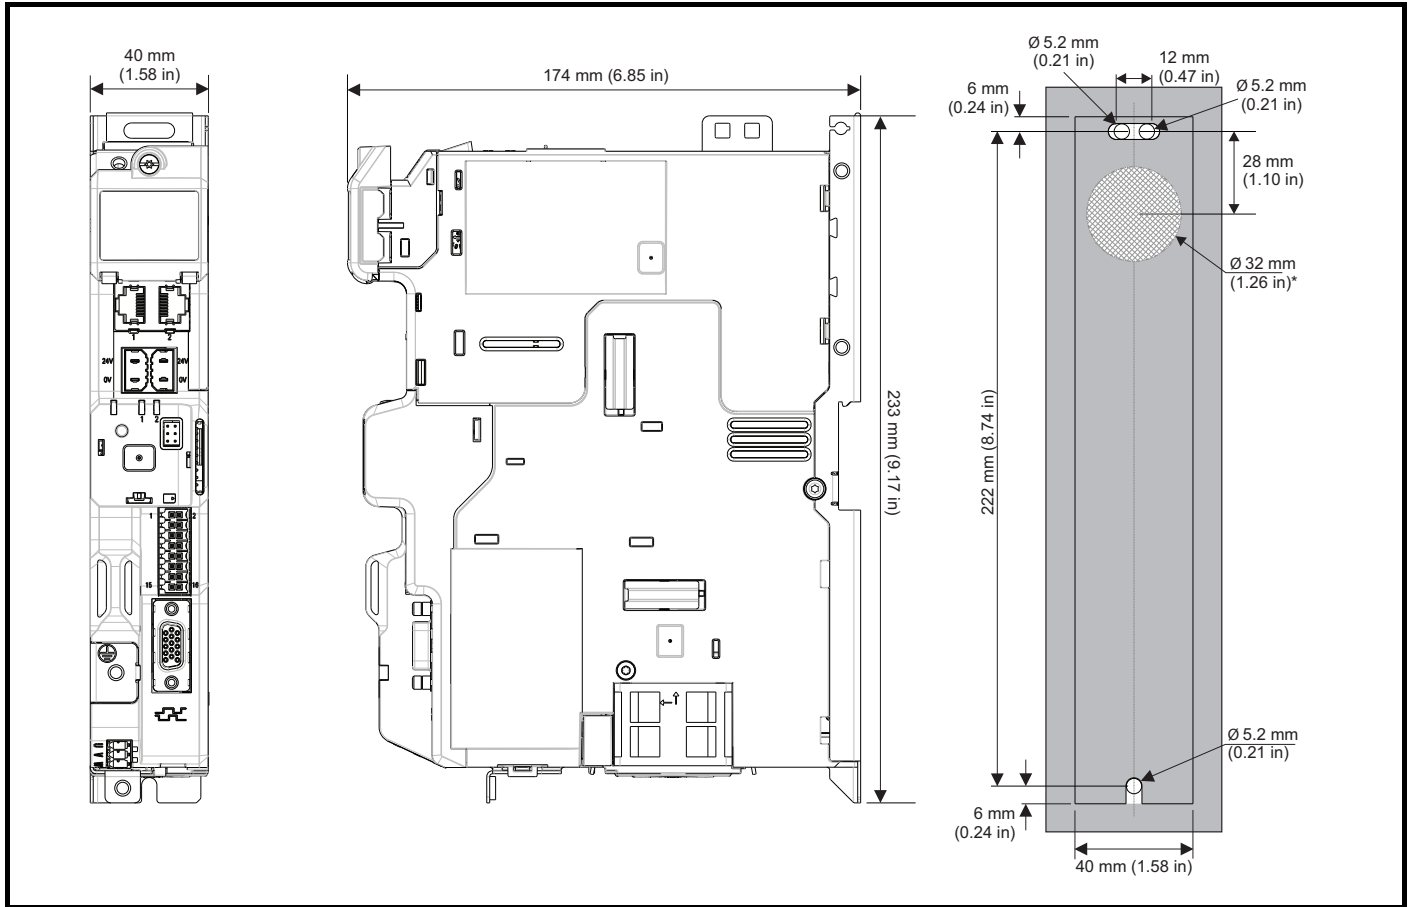 40 mm
(1.58 in)
1 2
24V 24V
0V 0V
1 2
1 2
15 16
U
V
174 mm (6.85 in)
233 mm (9.17 in)
Ø 5.2 mm
(0.21 in)
12 mm
(0.47 in)
6 mm
(0.24 in)
Ø 5.2 mm
(0.21 in)
28 mm
(1.10 in)
Ø 32 mm
(1.26 in)*
222 mm (8.74 in)
Ø 5.2 mm
(0.21 in)
6 mm
(0.24 in)
40 mm (1.58 in)